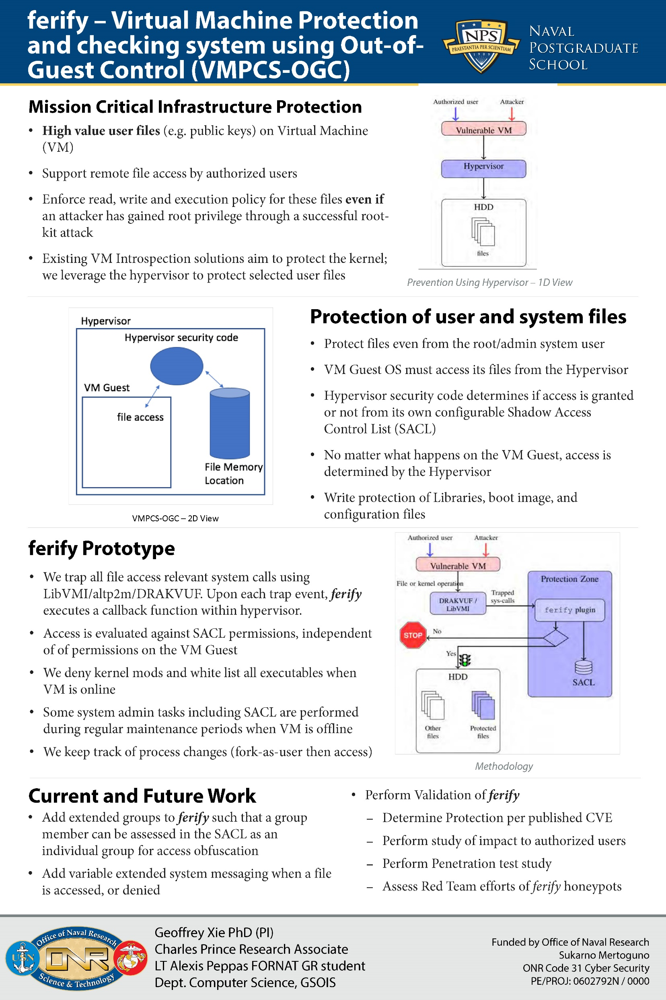 ferify – Virtual Machine Protection
and checking system using Out-of-
Guest Control (VMPCS-OGC)
NPS
PRAESTANTIA PER SCIENTIAM
1909
NAVAL
POSTGRADUATE
SCHOOL
Mission Critical Infrastructure Protection
• High value user files (e.g. public keys) on Virtual Machine
(VM)
• Support remote file access by authorized users
• Enforce read, write and execution policy for these files even if
an attacker has gained root privilege through a successful root-
kit attack
• Existing VM Introspection solutions aim to protect the kernel;
we leverage the hypervisor to protect selected user files
Authorized user Attacker
Vulnerable VM
Hypervisor
HDD
files
Prevention Using Hypervisor – 1D View
Hypervisor
Hypervisor security code
VM Guest
file access
File Memory
Location
VMPCS-OGC – 2D View
Protection of user and system files
• Protect files even from the root/admin system user
• VM Guest OS must access its files from the Hypervisor
• Hypervisor security code determines if access is granted
or not from its own configurable Shadow Access
Control List (SACL)
• No matter what happens on the VM Guest, access is
determined by the Hypervisor
• Write protection of Libraries, boot image, and
configuration files
ferify Prototype
• We trap all file access relevant system calls using
LibVMI/altp2m/DRAKVUF. Upon each trap event, ferify
executes a callback function within hypervisor.
• Access is evaluated against SACL permissions, independent
of of permissions on the VM Guest
• We deny kernel mods and white list all executables when
VM is online
• Some system admin tasks including SACL are performed
during regular maintenance periods when VM is offline
• We keep track of process changes (fork-as-user then access)
Authorized user Attacker
Vulnerable VM
File or kernel operation
DRAKVUF /
LibVMI
Trapped
sys-calls
Protection Zone
ferify plugin
STOP
No
Yes
SACL
HDD
Other
files
Protected
files
Methodology
Current and Future Work
• Add extended groups to ferify such that a group
member can be assessed in the SACL as an
individual group for access obfuscation
• Add variable extended system messaging when a file
is accessed, or denied
• Perform Validation of ferify
– Determine Protection per published CVE
– Perform study of impact to authorized users
– Perform Penetration test study
– Assess Red Team efforts of ferify honeypots
Office of Naval Research
USN
ONR
Science & Technology
Geoffrey Xie PhD (PI)
Charles Prince Research Associate
LT Alexis Peppas FORNAT GR student
Dept. Computer Science, GSOIS
Funded by Office of Naval Research
Sukarno Mertoguno
ONR Code 31 Cyber Security
PE/PROJ: 0602792N / 0000